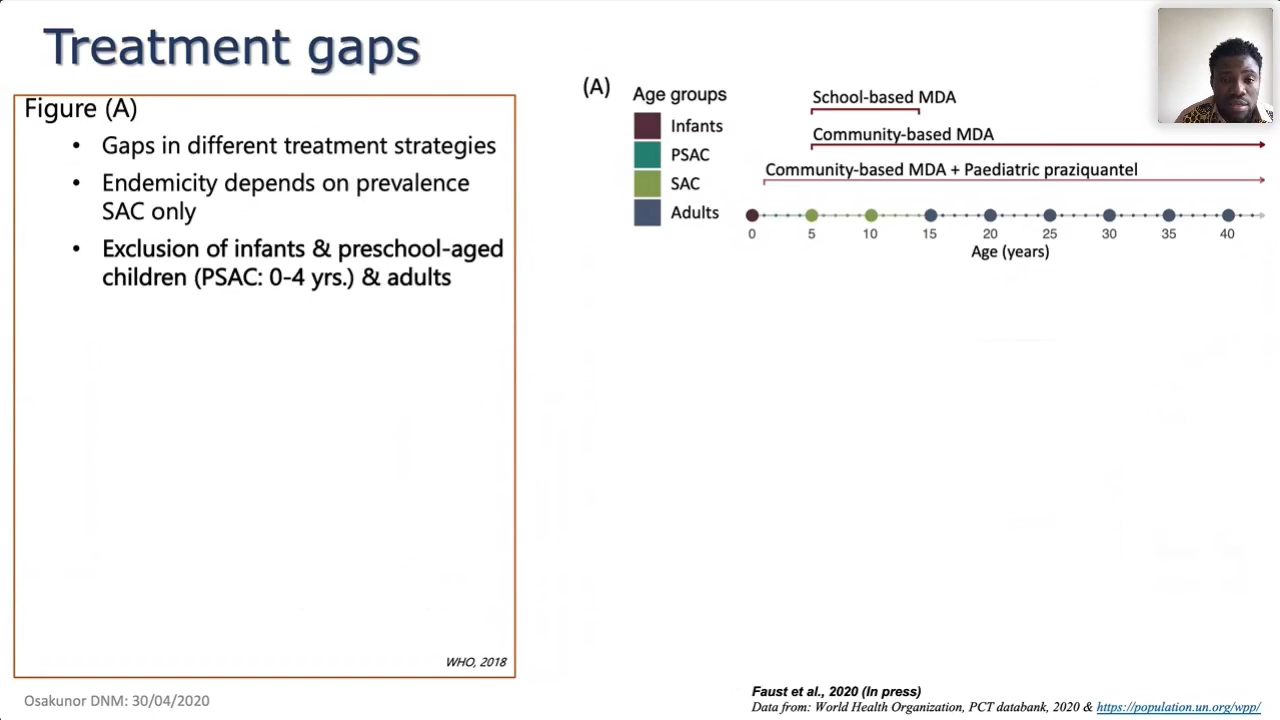 Treatment gaps
Figure (A)
• Gaps in different treatment strategies
• Endemicity depends on prevalence
SAC only
• Exclusion of infants & preschool-aged
children (PSAC: 0-4 yrs.) & adults
WHO, 2018
(A)
Age groups
Infants
PSAC
SAC
Adults
School-based MDA
Community-based MDA
Community-based MDA + Paediatric praziquantel
0 5 10 15 20 25 30 35 40
Age (years)
Osakunor DNM: 30/04/2020
Faust et al., 2020 (In press)
Data from: World Health Organization, PCT databank, 2020 & https://population.un.org/wpp/